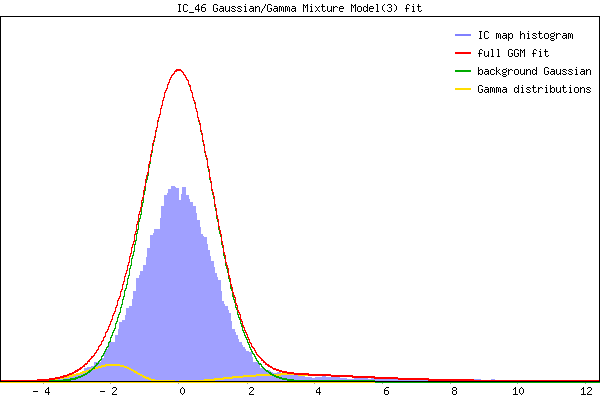 IC_46 Gaussian/Gamma Mixture Model(3) fit
IC map histogram
full GGM fit
background Gaussian
Gamma distributions
-4 -2 0 2 4 6 8 10 12